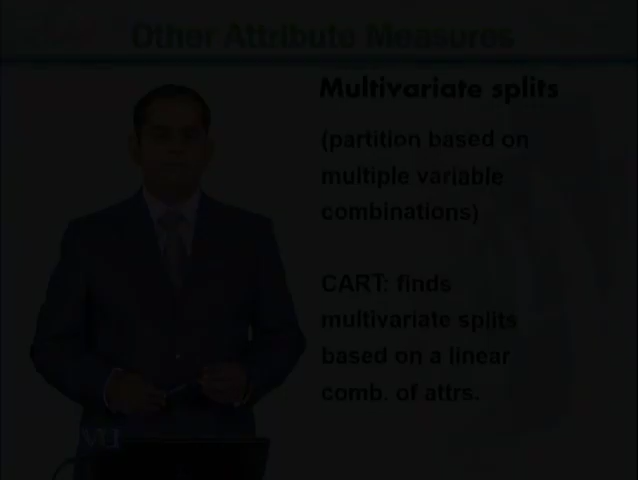 Other Attribute Measures
Multivariate splits
(partition based on
multiple variable
combinations)
CART: finds
multivariate splits
based on a linear
comb. of attrs.
VU